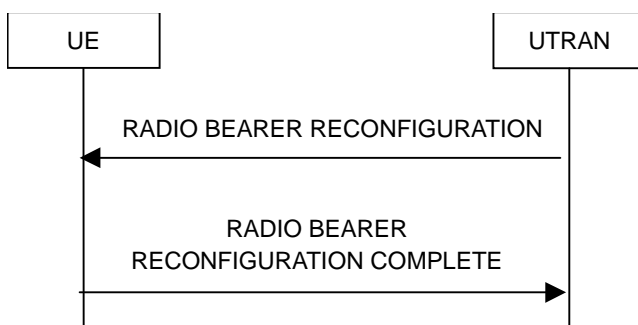 UE
UTRAN
RADIO BEARER RECONFIGURATION
RADIO BEARER
RECONFIGURATION COMPLETE